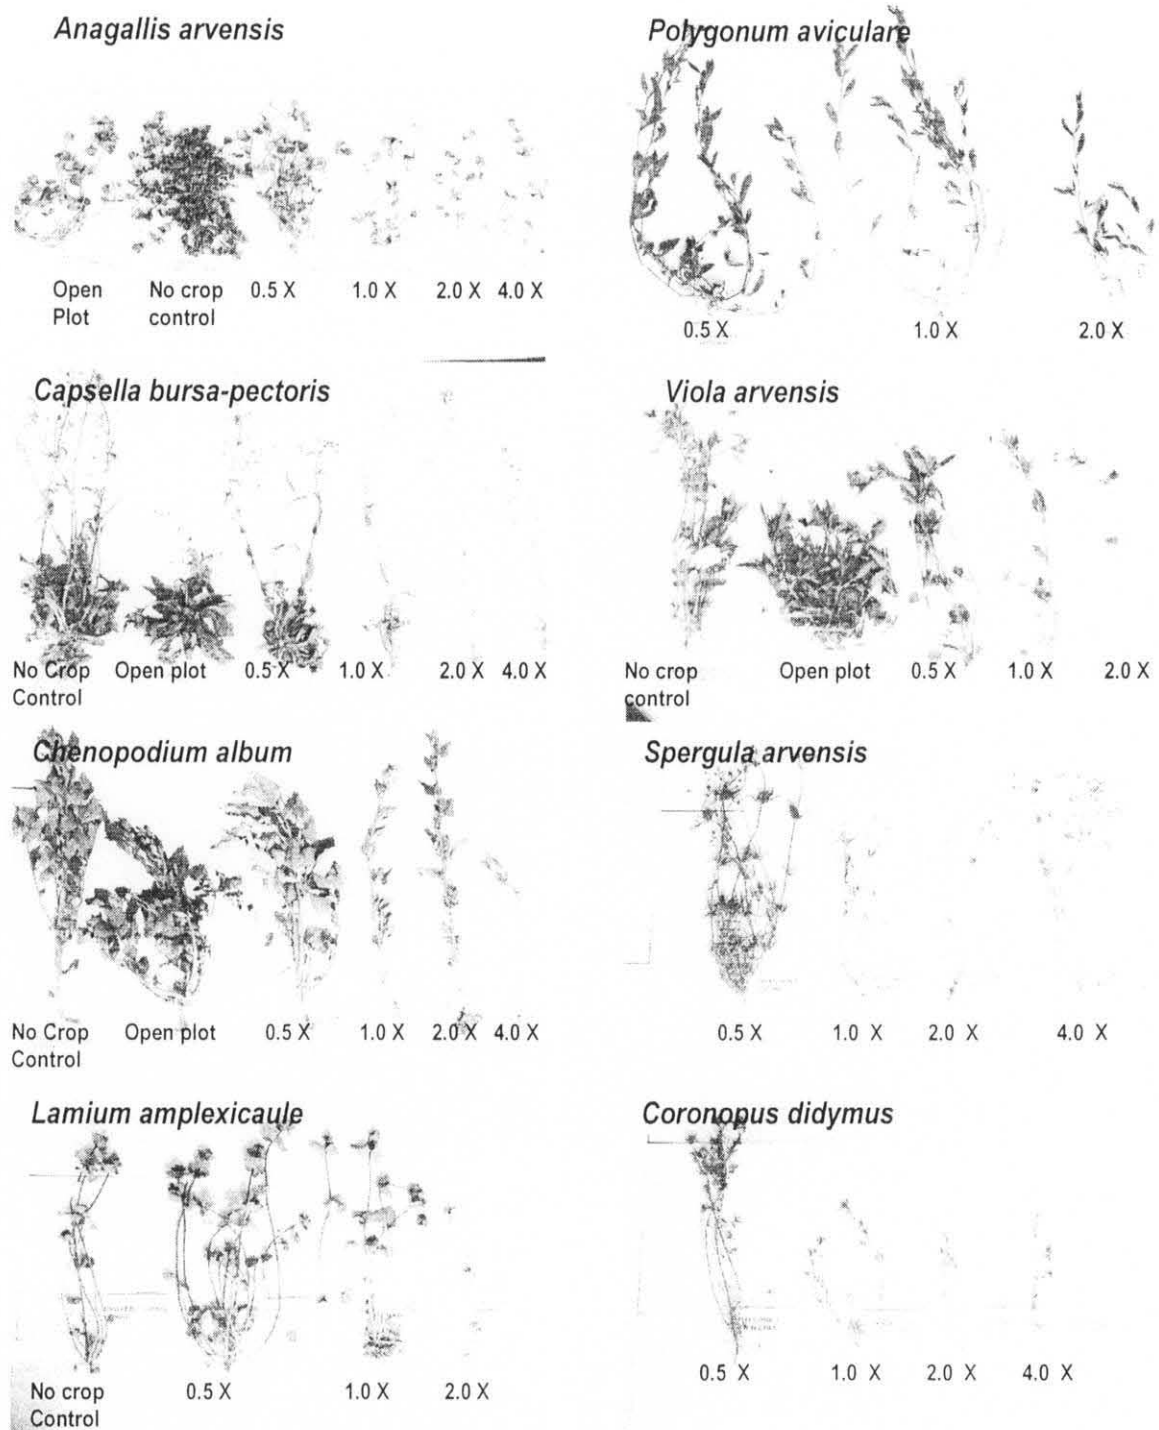 Anagallis arvensis
Open No crop 0.5 X 1.0 X 2.0 X 4.0 X
Plot control
Polygonum aviculare
0.5 X 1.0 X 2.0 X
Capsella bursa-pectoris
No Crop Open plot 0.5 X 1.0 X 2.0 X 4.0 X
Control
Viola arvensis
No crop Open plot 0.5 X 1.0 X 2.0 X
control
Chenopodium album
No Crop Open plot 0.5 X 1.0 X 2.0 X 4.0 X
Control
Spergula arvensis
0.5 X 1.0 X 2.0 X 4.0 X
Lamium amplexicaule
No crop 0.5 X 1.0 X 2.0 X
Control
Coronopus didymus
0.5 X 1.0 X 2.0 X 4.0 X